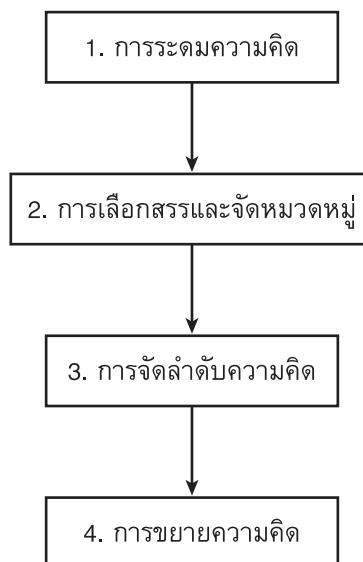 1. การระดมความคิด
2. การเลือกสรรและจัดหมวดหมู่
3. การจัดลำดับความคิด
4. การขยายความคิด